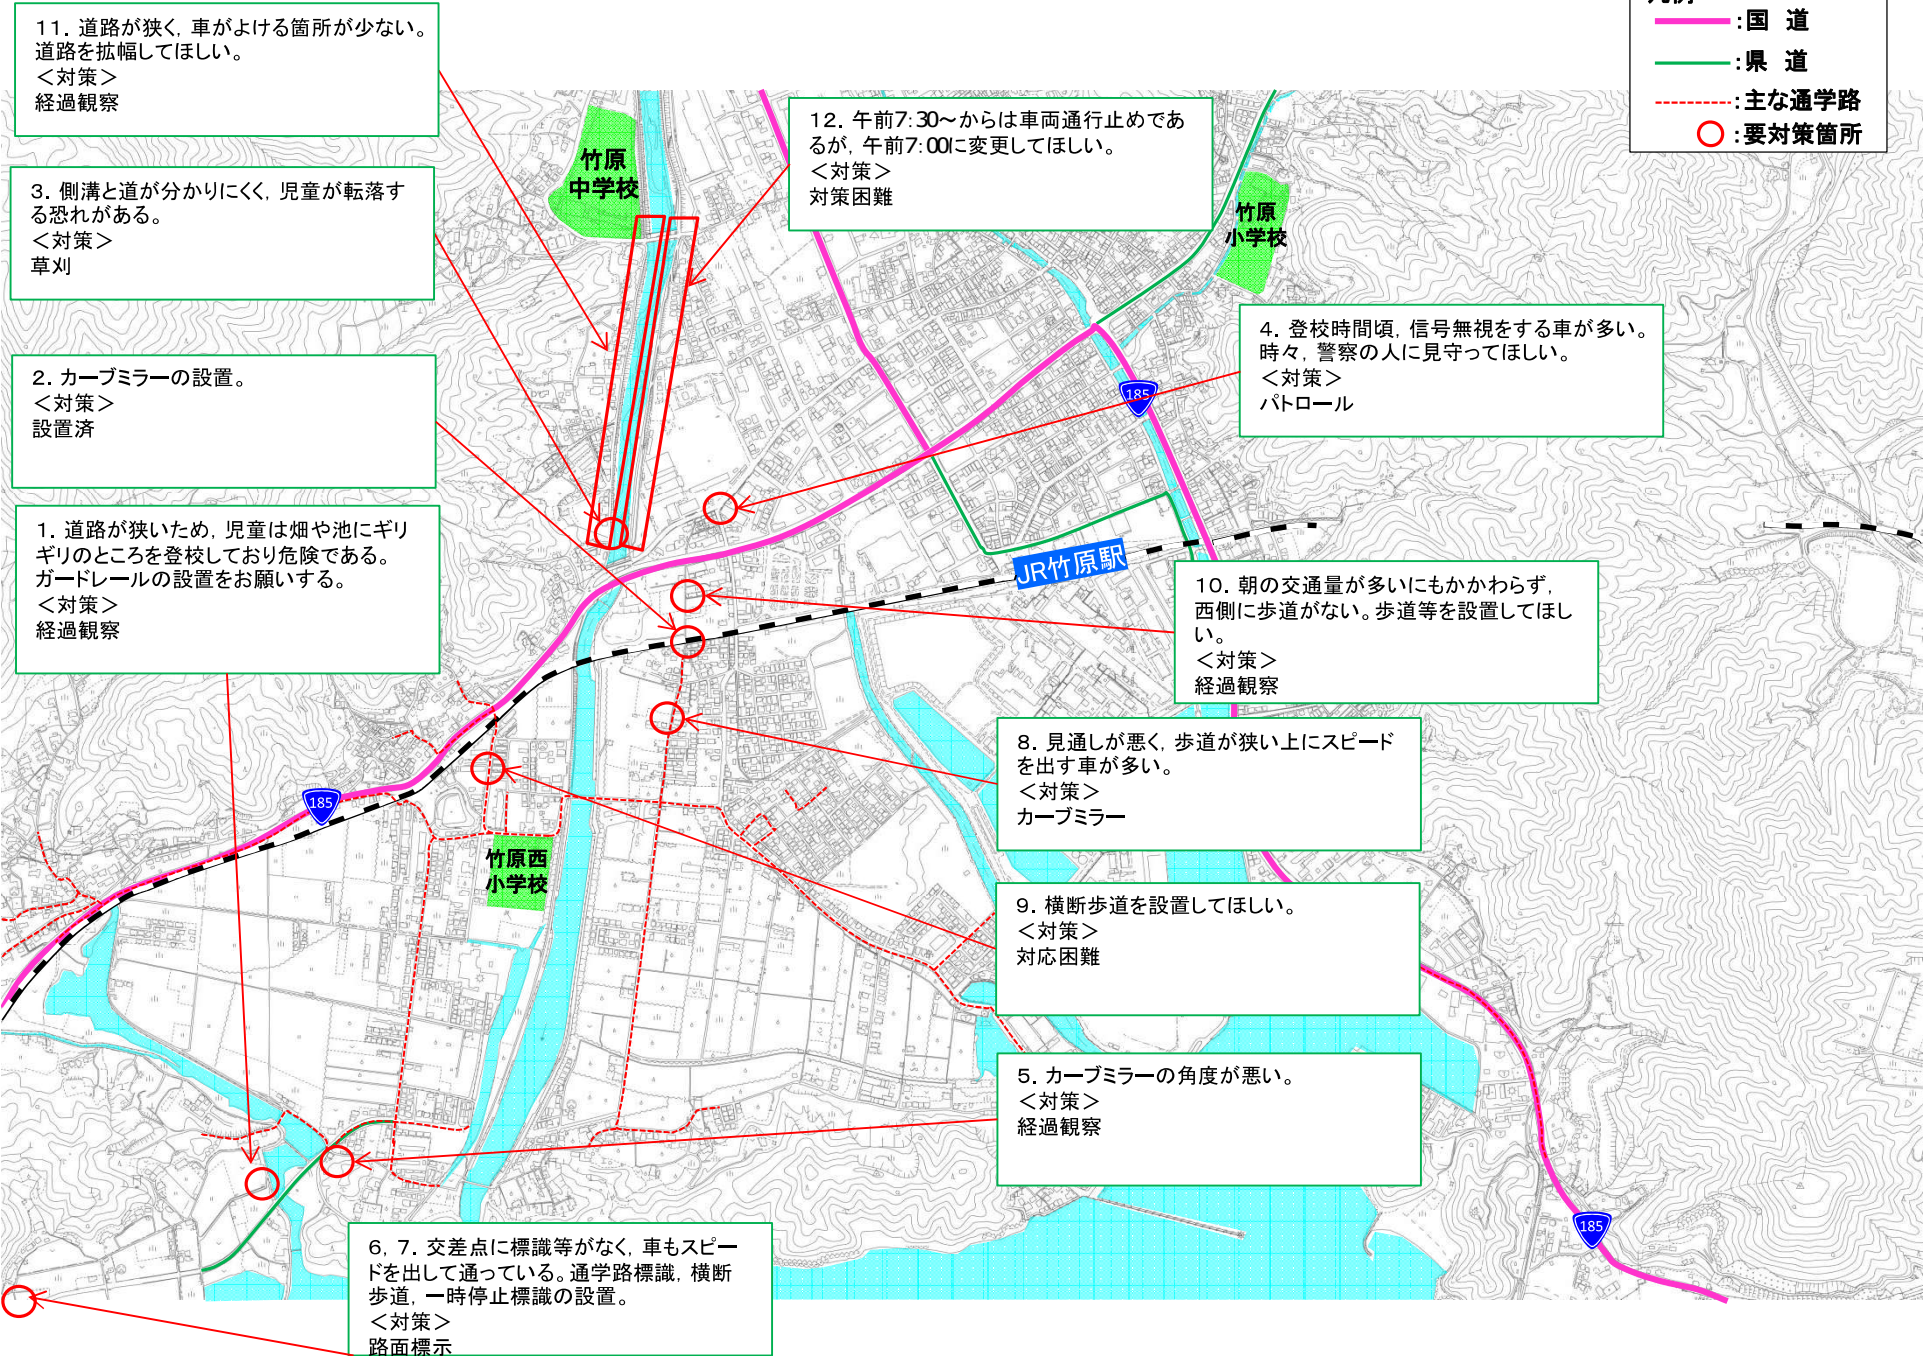 11．道路が狭く，車がよける箇所が少ない。
道路を拡幅してほしい。
＜対策＞
経過観察
3．側溝と道が分かりにくく，児童が転落す
る恐れがある。
＜対策＞
草刈
2．カーブミラーの設置。
＜対策＞
設置済
1．道路が狭いため，児童は畑や池にギリ
ギリのところを登校しており危険である。
ガードレールの設置をお願いする。
＜対策＞
経過観察
12．午前7:30～からは車両通行止めであ
るが，午前7:00に変更してほしい。
＜対策＞
対策困難
:国　道
:県　道
:主な通学路
:要対策箇所
竹原
中学校
竹原
小学校
4．登校時間頃，信号無視をする車が多い。
時々，警察の人に見守ってほしい。
＜対策＞
パトロール
185
JR竹原駅
10．朝の交通量が多いにもかかわらず，
西側に歩道がない。歩道等を設置してほし
い。
＜対策＞
経過観察
8．見通しが悪く，歩道が狭い上にスピード
を出す車が多い。
＜対策＞
カーブミラー
185
竹原西
小学校
9．横断歩道を設置してほしい。
＜対策＞
対応困難
5．カーブミラーの角度が悪い。
＜対策＞
経過観察
185
6，7．交差点に標識等がなく，車もスピー
ドを出して通っている。通学路標識，横断
歩道，一時停止標識の設置。
＜対策＞
路面標示